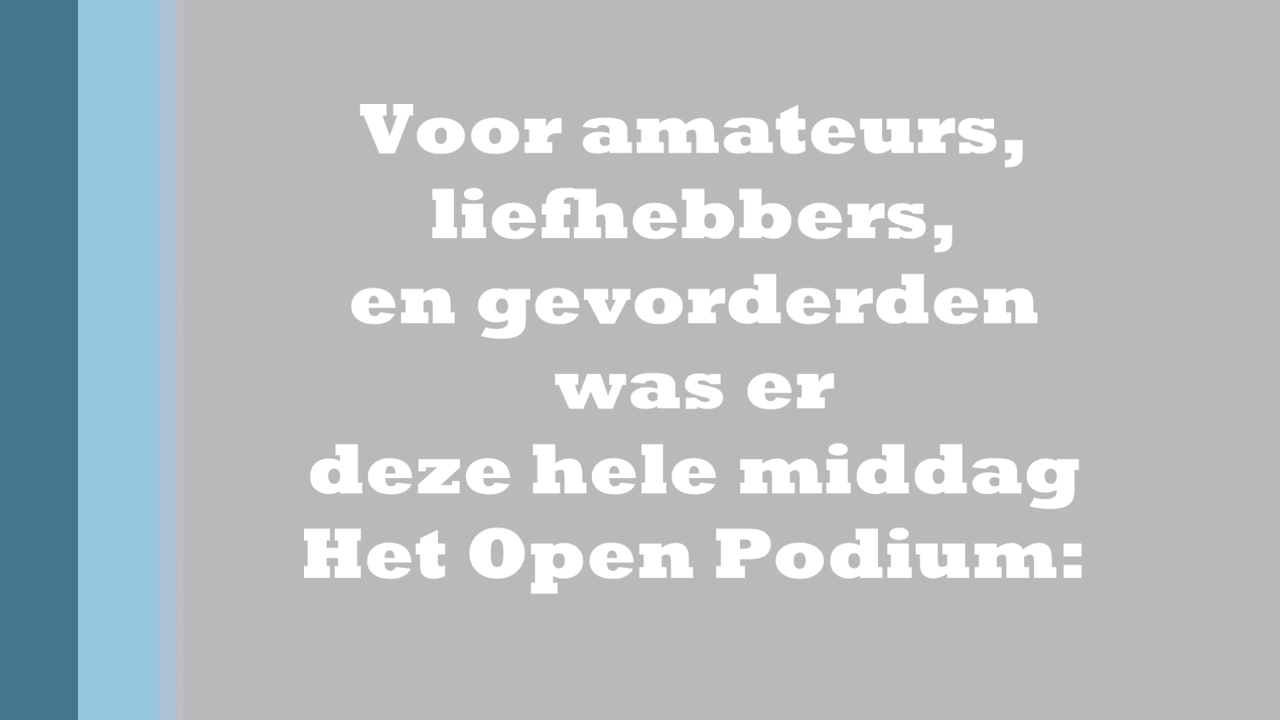 Voor amateurs,
liefhebbers,
en gevorderden
was er
deze hele middag
Het Open Podium: